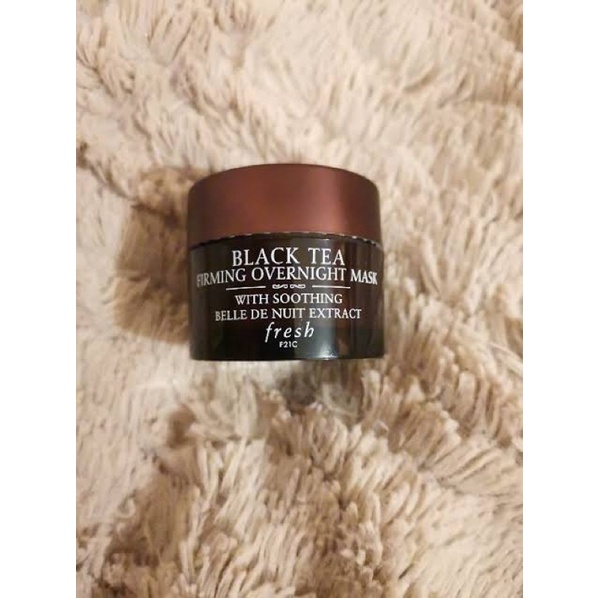 BLACK TEA
FIRMING OVERNIGHT MASK
WITH SOOTHING
BELLE DE NUIT EXTRACT
fresh
F21C